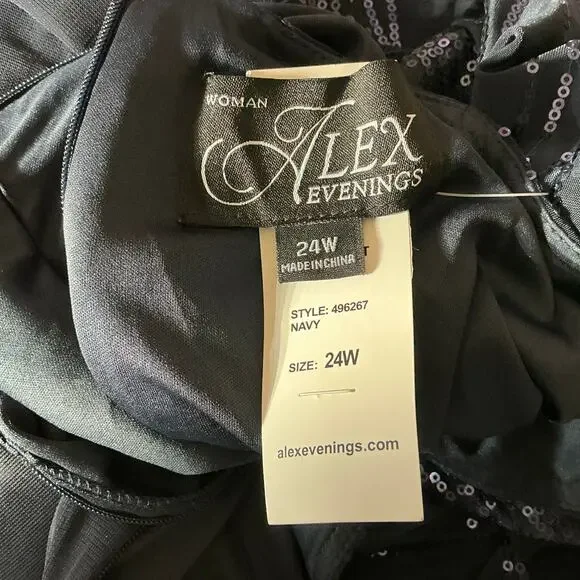 WOMAN
ALEX
EVENINGS
24W
MADE IN CHINA
T
STYLE: 496267
NAVY
SIZE: 24W
alexevenings.com